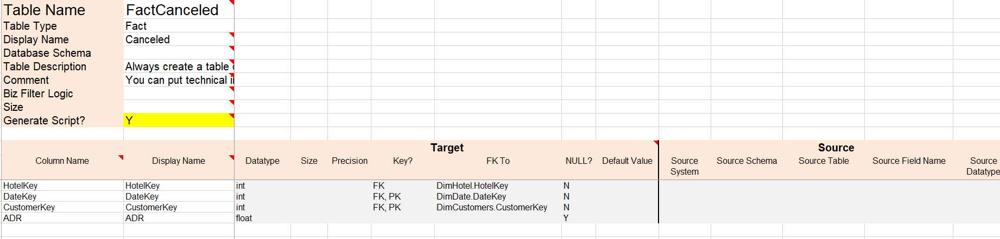 Table Name FactCanceled
Table Type Fact
Display Name Canceled
Database Schema
Table Description Always create a table
Comment You can put technical
Biz Filter Logic
Size
Generate Script? Y
Target Source
Column Name Display Name Datatype Size Precision Key? FK To NULL? Default Value Source System Source Schema Source Table Source Field Name Source Datatype
HotelKey HotelKey int FK DimHotel.HotelKey N
DateKey DateKey int FK, PK DimDate.DateKey N
CustomerKey CustomerKey int FK, PK DimCustomers.CustomerKey N
ADR ADR float Y